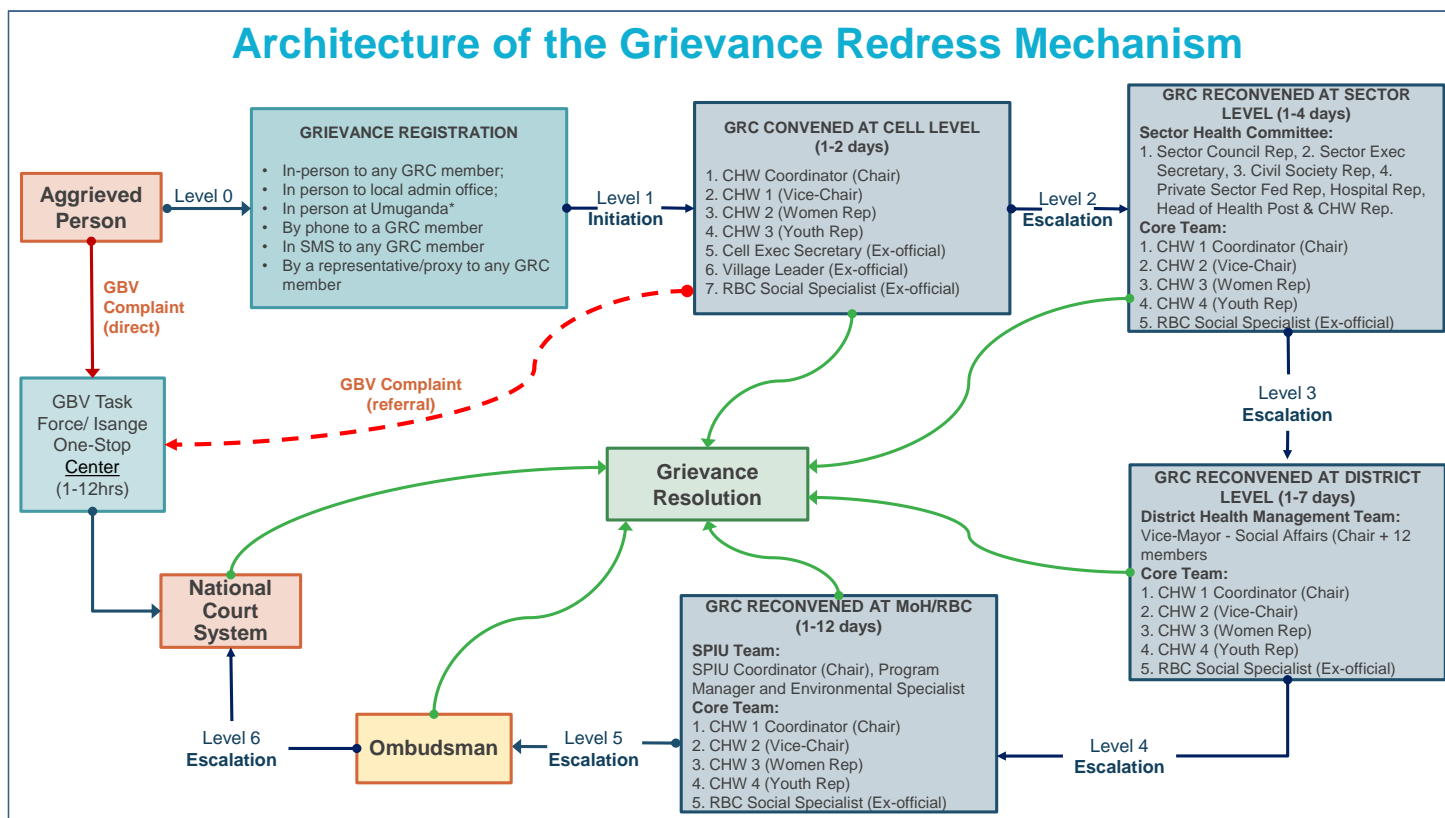 Architecture of the Grievance Redress Mechanism
Aggrieved
Person
Level 0
GRIEVANCE REGISTRATION
• In-person to any GRC member;
• In person to local admin office;
• In person at Umuganda*
• By phone to a GRC member
• In SMS to any GRC member
• By a representative/proxy to any GRC
member
Level 1
Initiation
GRC CONVENED AT CELL LEVEL
(1-2 days)
1. CHW Coordinator (Chair)
2. CHW 1 (Vice-Chair)
3. CHW 2 (Women Rep)
4. CHW 3 (Youth Rep)
5. Cell Exec Secretary (Ex-official)
6. Village Leader (Ex-official)
7. RBC Social Specialist (Ex-official)
Level 2
Escalation
GRC RECONVENED AT SECTOR
LEVEL (1-4 days)
Sector Health Committee:
1. Sector Council Rep, 2. Sector Exec
Secretary, 3. Civil Society Rep, 4.
Private Sector Fed Rep, Hospital Rep,
Head of Health Post & CHW Rep.
Core Team:
1. CHW 1 Coordinator (Chair)
2. CHW 2 (Vice-Chair)
3. CHW 3 (Women Rep)
4. CHW 4 (Youth Rep)
5. RBC Social Specialist (Ex-official)
GBV
Complaint
(direct)
GBV Complaint
(referral)
Level 3
Escalation
GBV Task
Force/ Isange
One-Stop
Center
(1-12hrs)
Grievance
Resolution
GRC RECONVENED AT DISTRICT
LEVEL (1-7 days)
District Health Management Team:
Vice-Mayor - Social Affairs (Chair + 12
members
Core Team:
1. CHW 1 Coordinator (Chair)
2. CHW 2 (Vice-Chair)
3. CHW 3 (Women Rep)
4. CHW 4 (Youth Rep)
5. RBC Social Specialist (Ex-official)
National
Court
System
GRC RECONVENED AT MoH/RBC
(1-12 days)
SPIU Team:
SPIU Coordinator (Chair), Program
Manager and Environmental Specialist
Core Team:
1. CHW 1 Coordinator (Chair)
2. CHW 2 (Vice-Chair)
3. CHW 3 (Women Rep)
4. CHW 4 (Youth Rep)
5. RBC Social Specialist (Ex-official)
Level 6
Escalation
Ombudsman
Level 5
Escalation
Level 4
Escalation